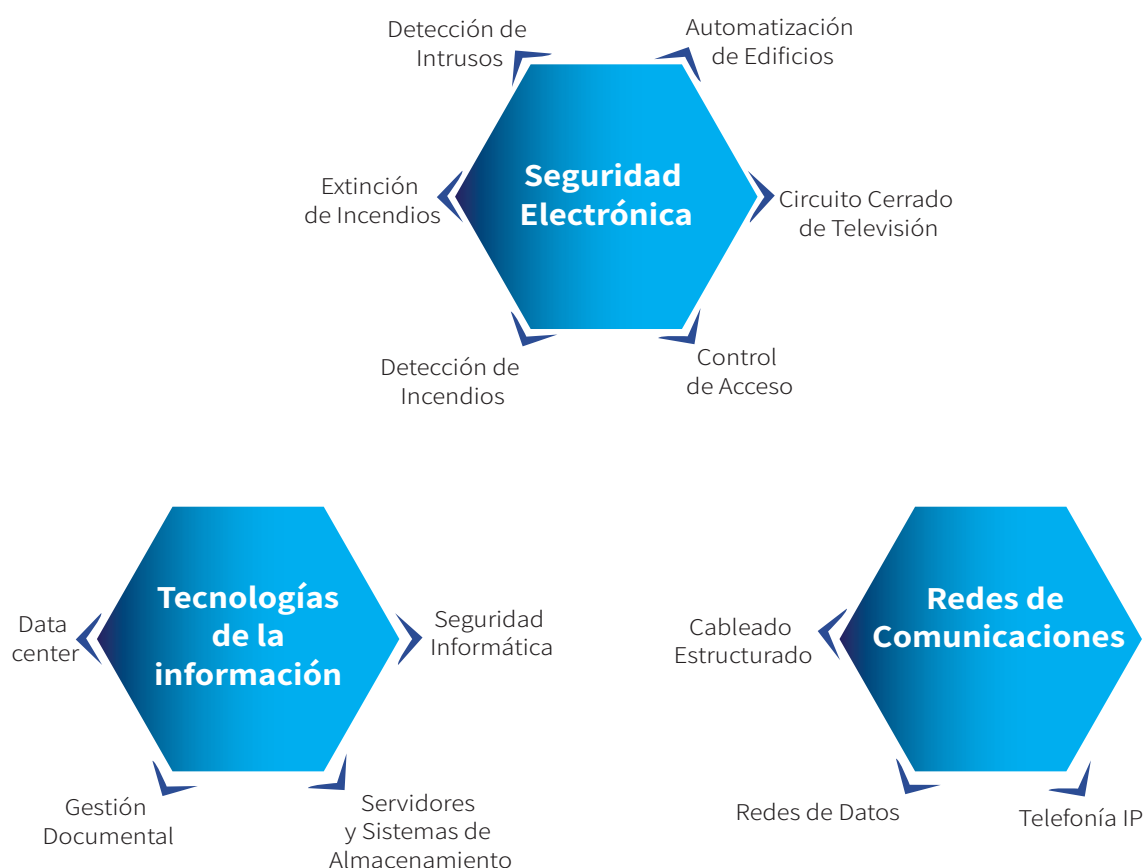 Detección de
Intrusos
Automatización
de Edificios
Extinción
de Incendios
Seguridad
Electrónica
Circuito Cerrado
de Televisión
Detección de
Incendios
Control
de Acceso
Data
center
Tecnologías
de la
información
Seguridad
Informática
Gestión
Documental
Servidores
y Sistemas de
Almacenamiento
Cableado
Estructurado
Redes de
Comunicaciones
Redes de Datos
Telefonía IP